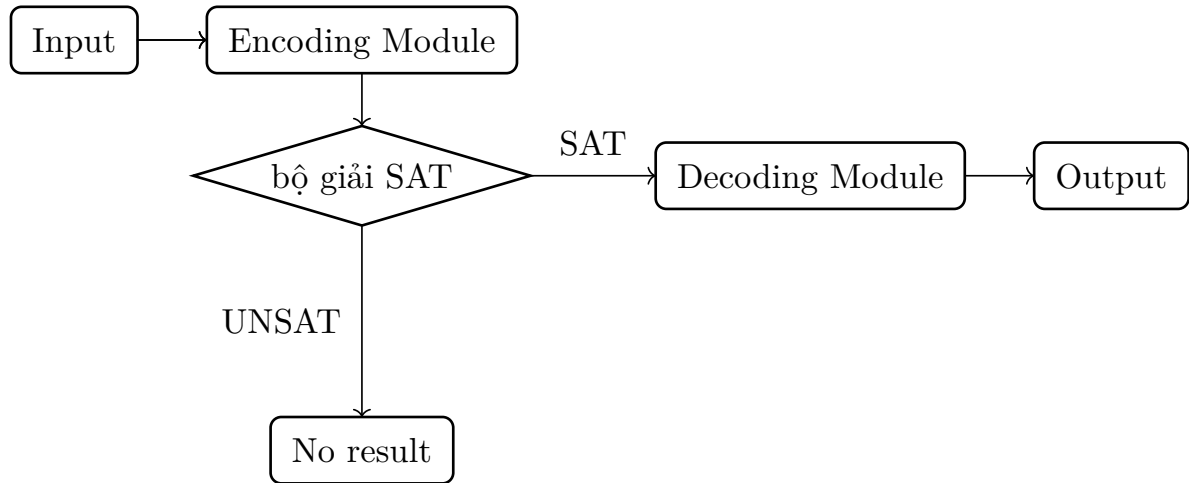 Input
Encoding Module
bộ giải SAT
SAT
Decoding Module
Output
UNSAT
No result